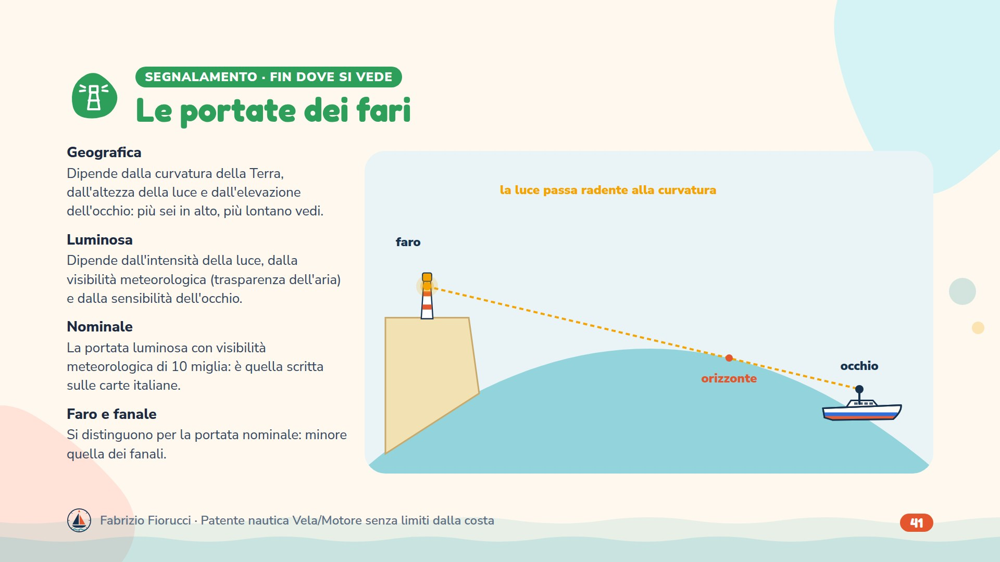 SEGNALAMENTO · FIN DOVE SI VEDE
Le portate dei fari
Geografica
Dipende dalla curvatura della Terra,
dall'altezza della luce e dall'elevazione
dell'occhio: più sei in alto, più lontano vedi.
Luminosa
Dipende dall'intensità della luce, dalla
visibilità meteorologica (trasparenza dell'aria)
e dalla sensibilità dell'occhio.
Nominale
La portata luminosa con visibilità
meteorologica di 10 miglia: è quella scritta
sulle carte italiane.
Faro e fanale
Si distinguono per la portata nominale: minore
quella dei fanali.
la luce passa radente alla curvatura
faro
occhio
orizzonte
Fabrizio Fiorucci · Patente nautica Vela/Motore senza limiti dalla costa
41